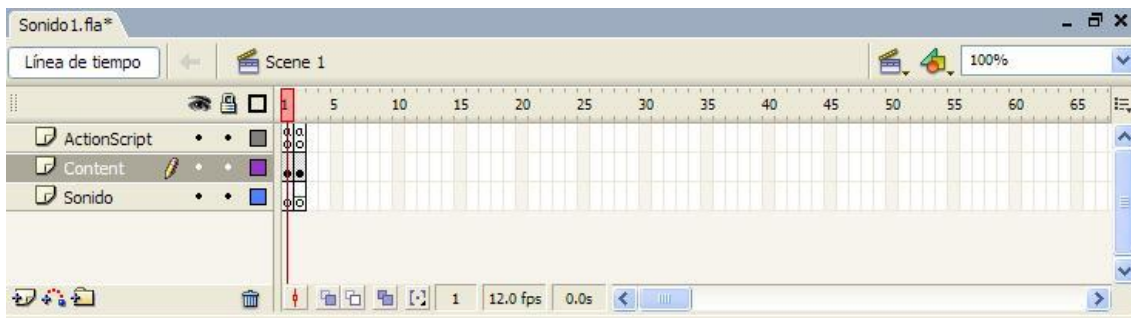 Sonido1.fla*
Línea de tiempo Scene 1 100%
1 5 10 15 20 25 30 35 40 45 50 55 60 65
ActionScript
a a
Content
Sonido
1 12.0 fps 0.0s